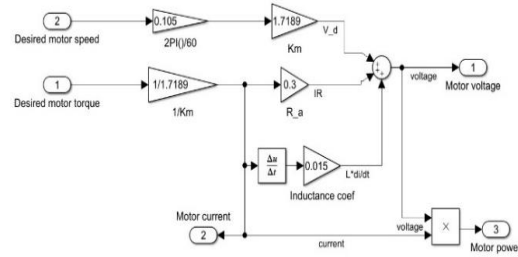 2
0.105
1.7189
V_d
Desired motor speed
2PI()/60
Km
1
1/1.7189
0.3
IR
voltage
1
Motor voltage
Desired motor torque
1/Km
R_a
Δu
Δt
0.015
L*di/dt
Inductance coef
Motor current
2
current
voltage
X
3
Motor powe